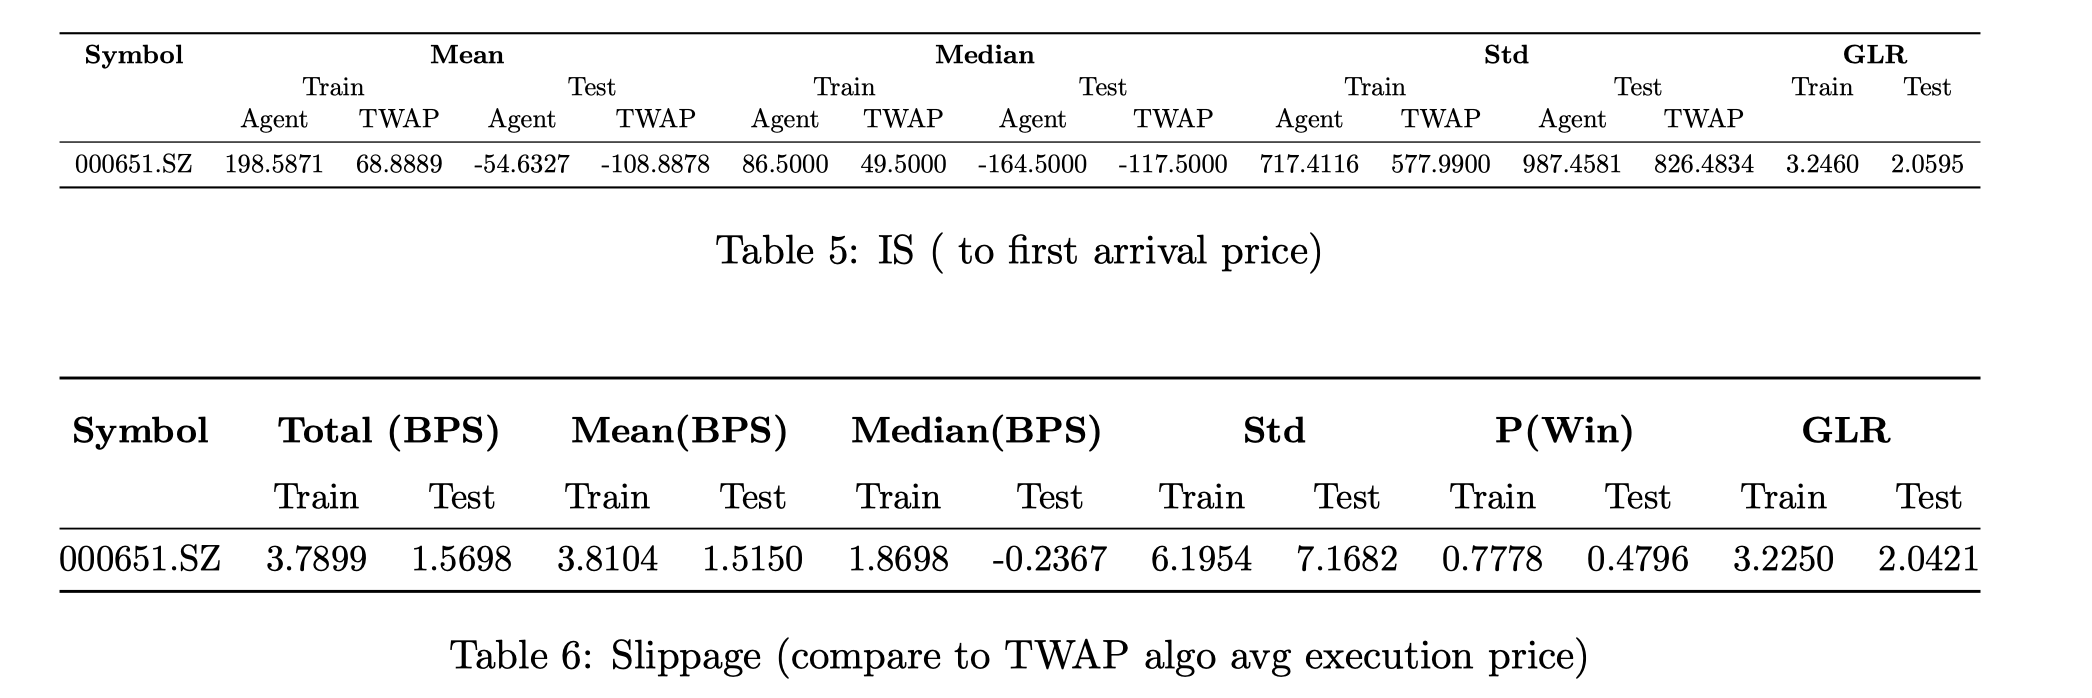 Symbol Mean Median Std GLR
Train Test Train Test Train Test Train Test
Agent TWAP Agent TWAP Agent TWAP Agent TWAP Agent TWAP Agent TWAP
000651.SZ 198.5871 68.8889 -54.6327 -108.8878 86.5000 49.5000 -164.5000 -117.5000 717.4116 577.9900 987.4581 826.4834 3.2460 2.0595
Table 5: IS ( to first arrival price)
Symbol Total (BPS) Mean(BPS) Median(BPS) Std P(Win) GLR
Train Test Train Test Train Test Train Test Train Test Train Test
000651.SZ 3.7899 1.5698 3.8104 1.5150 1.8698 -0.2367 6.1954 7.1682 0.7778 0.4796 3.2250 2.0421
Table 6: Slippage (compare to TWAP algo avg execution price)